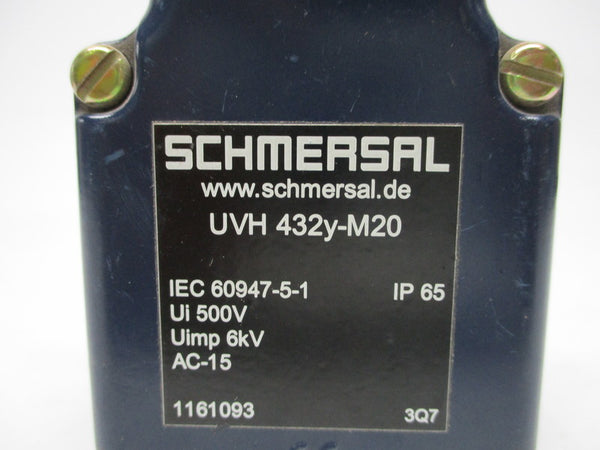 SCHMERSAL
www.schmersal.de
UVH 432y-M20
IEC 60947-5-1 IP 65
Ui 500V
Uimp 6kV
AC-15
1161093 3Q7